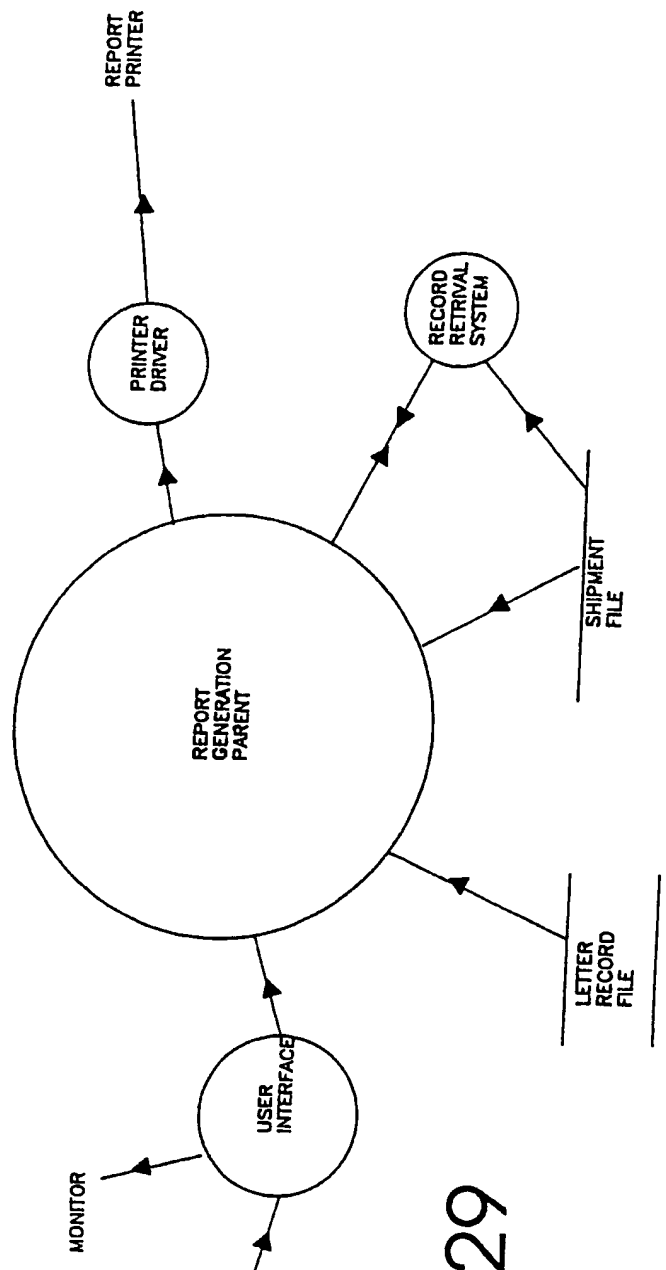 MONITOR
USER
INTERFACE
REPORT
GENERATION
PARENT
PRINTER
DRIVER
REPORT
PRINTER
RECORD
RETRIVAL
SYSTEM
LETTER
RECORD
FILE
SHIPMENT
FILE
29